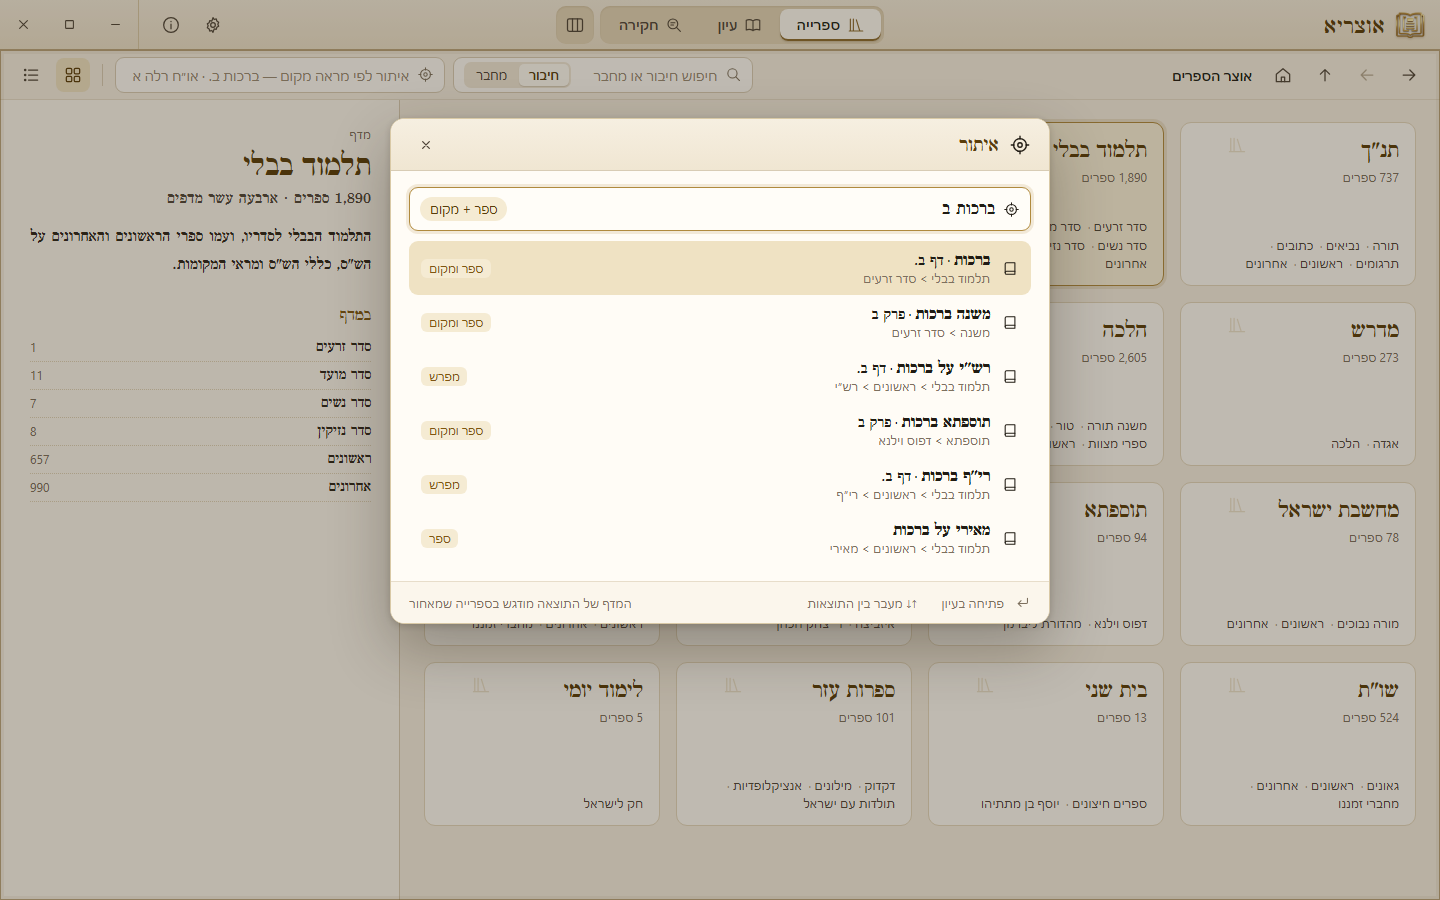 אוצריא
ספרייה
עיון
חקירה
אוצר הספרים
חיפוש חיבור או מחבר
חיבור
מחבר
איתור לפי מראה מקום — ברכות ב. · או״ח רלה א
תנ"ך
737 ספרים
תורה · נביאים · כתובים ·
תרגומים · ראשונים · אחרונים
תלמוד בבלי
1,890 ספרים
סדר זרעים · סדר
סדר נשים · סדר
אחרונים
מדרש
273 ספרים
אגדה · הלכה
הלכה
2,605 ספרים
משנה תורה · טור ·
ספרי מצוות ·
מחשבת ישראל
78 ספרים
מורה נבוכים · ראשונים · אחרונים
תוספתא
94 ספרים
דפוס וילנא · מהדורת ליברמן
שו"ת
524 ספרים
גאונים · ראשונים · אחרונים ·
מחברי זמננו
בית שני
13 ספרים
ספרים חיצונים · יוסף בן מתתיהו
ספרות עזר
101 ספרים
דקדוק · מילונים · אנציקלופדיות ·
תולדות עם ישראל
לימוד יומי
5 ספרים
חק לישראל
איתור
ברכות ב
ספר + מקום
ברכות · דף ב.
תלמוד בבלי > סדר זרעים
ספר ומקום
משנה ברכות · פרק ב
משנה > סדר זרעים
ספר ומקום
רש"י על ברכות · דף ב.
תלמוד בבלי > ראשונים > רש"י
מפרש
תוספתא ברכות · פרק ב
תוספתא > דפוס וילנא
ספר ומקום
רי"ף ברכות · דף ב.
תלמוד בבלי > ראשונים > רי"ף
מפרש
מאירי על ברכות
תלמוד בבלי > ראשונים > מאירי
ספר
פתיחה בעיון
↑↓ מעבר בין התוצאות
המדף של התוצאה מודגש בספרייה שמאחור
מדף
תלמוד בבלי
1,890 ספרים · ארבעה עשר מדפים
התלמוד הבבלי לסדריו, ועמו ספרי הראשונים והאחרונים על
הש"ס, כללי הש"ס ומראי המקומות.
במדף
סדר זרעים 1
סדר מועד 11
סדר נשים 7
סדר נזיקין 8
ראשונים 657
אחרונים 990